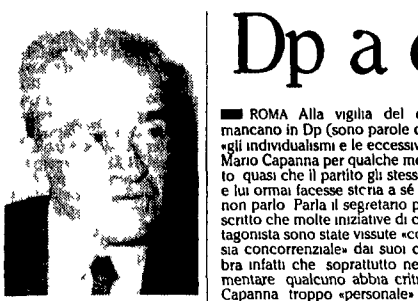 Dp a
ROMA Alla vigilia del
mancano in Dp (sono parole
«gli individualismi e le eccessiv
Mario Capanna per qualche me
to quasi che il partito gli stess
e lui ormai facesse storia a sé
non parlo Parla il segretario p
scritto che molte iniziative di c
tagonista sono state vissute «co
sia concorrenziale» dai suoi c
bra infatti che soprattutto ne
mentare qualcuno abbia crit
Capanna troppo «personale»